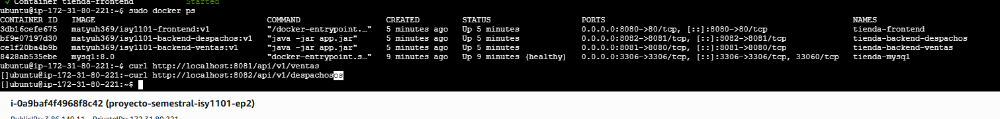 ✓ Container tienda-frontend Started
ubuntu@ip-172-31-80-221:~$ sudo docker ps
CONTAINER ID IMAGE COMMAND CREATED STATUS PORTS NAMES
3db16cefe675 matyuh369/isy1101-frontend:v1 "/docker-entrypoint.…" 5 minutes ago Up 5 minutes 0.0.0.0:8080->80/tcp, [::]:8080->80/tcp tienda-frontend
bf9e07197d30 matyuh369/isy1101-backend-despachos:v1 "java -jar app.jar" 5 minutes ago Up 5 minutes 0.0.0.0:8082->8081/tcp, [::]:8082->8081/tcp tienda-backend-despachos
ce1f20ba4b9b matyuh369/isy1101-backend-ventas:v1 "java -jar app.jar" 5 minutes ago Up 5 minutes 0.0.0.0:8081->8080/tcp, [::]:8081->8080/tcp tienda-backend-ventas
8428ab535ebe mysql:8.0 "docker-entrypoint.s…" 9 minutes ago Up 9 minutes (healthy) 0.0.0.0:3306->3306/tcp, [::]:3306->3306/tcp, 33060/tcp tienda-mysql
ubuntu@ip-172-31-80-221:~$ curl http://localhost:8081/api/v1/ventas
[]ubuntu@ip-172-31-80-221:~curl http://localhost:8082/api/v1/despachosos
[]ubuntu@ip-172-31-80-221:~$
i-0a9baf4f4968f8c42 (proyecto-semestral-isy1101-ep2)
PublicIPs: 3.86.140.11 PrivateIPs: 172.31.80.221